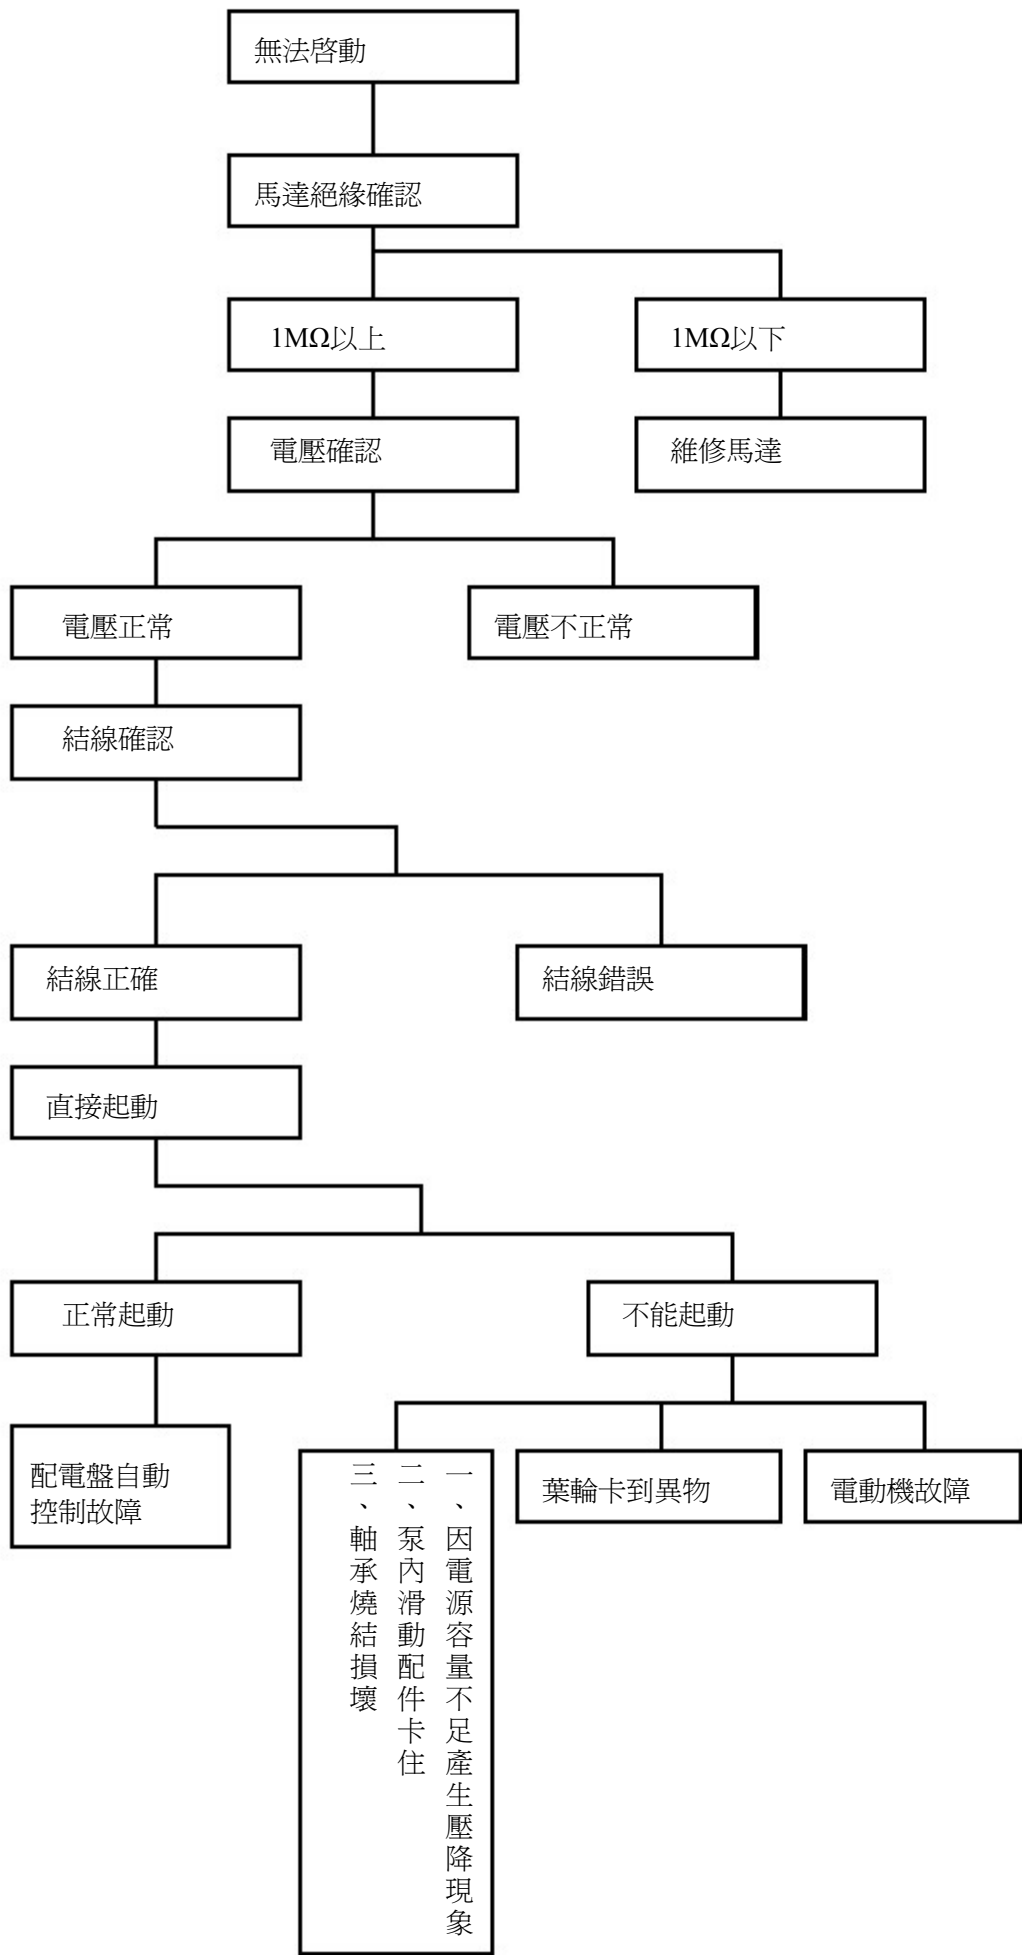 無法啓動
馬達絕緣確認
1MΩ以上
1MΩ以下
電壓確認
維修馬達
電壓正常
電壓不正常
結線確認
結線正確
結線錯誤
直接起動
正常起動
不能起動
配電盤自動
控制故障
一、因電源容量不足產生壓降現象
二、泵內滑動配件卡住
三、軸承燒結損壞
葉輪卡到異物
電動機故障